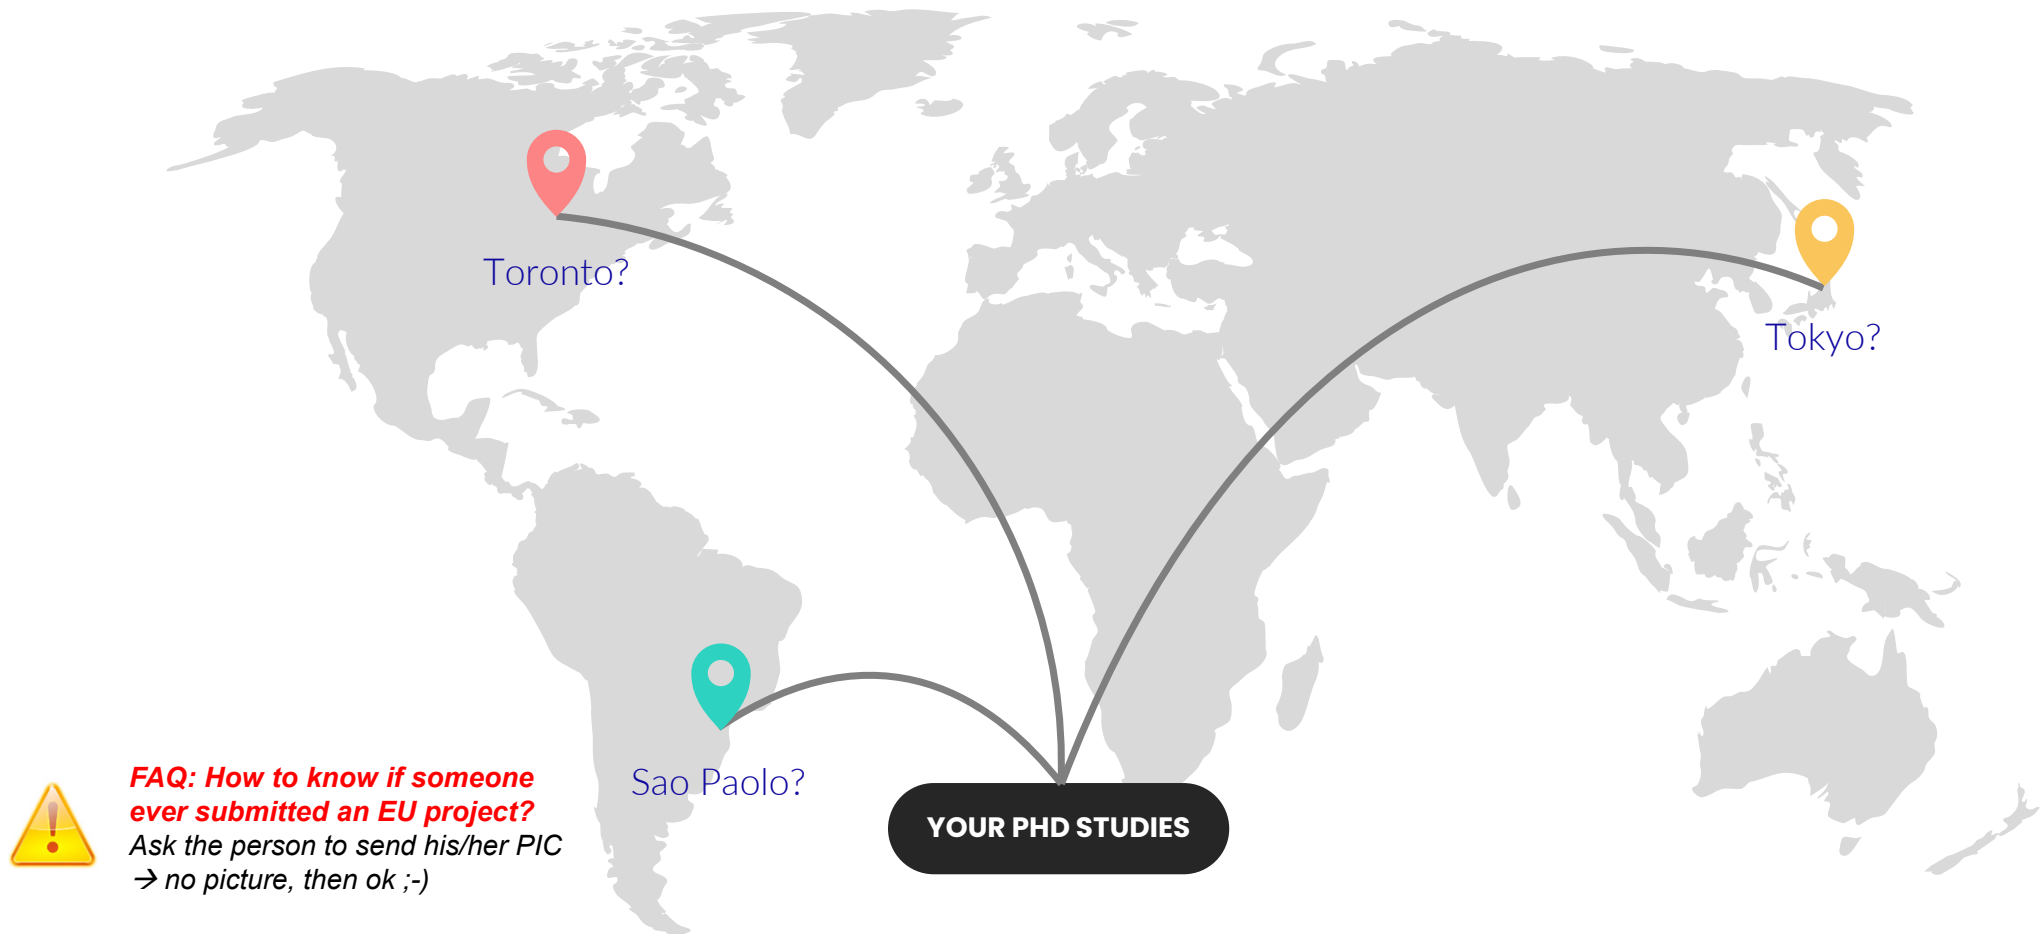 Toronto?
Tokyo?
Sao Paolo?
YOUR PHD STUDIES
FAQ: How to know if someone
ever submitted an EU project?
Ask the person to send his/her PIC
→ no picture, then ok ;-)